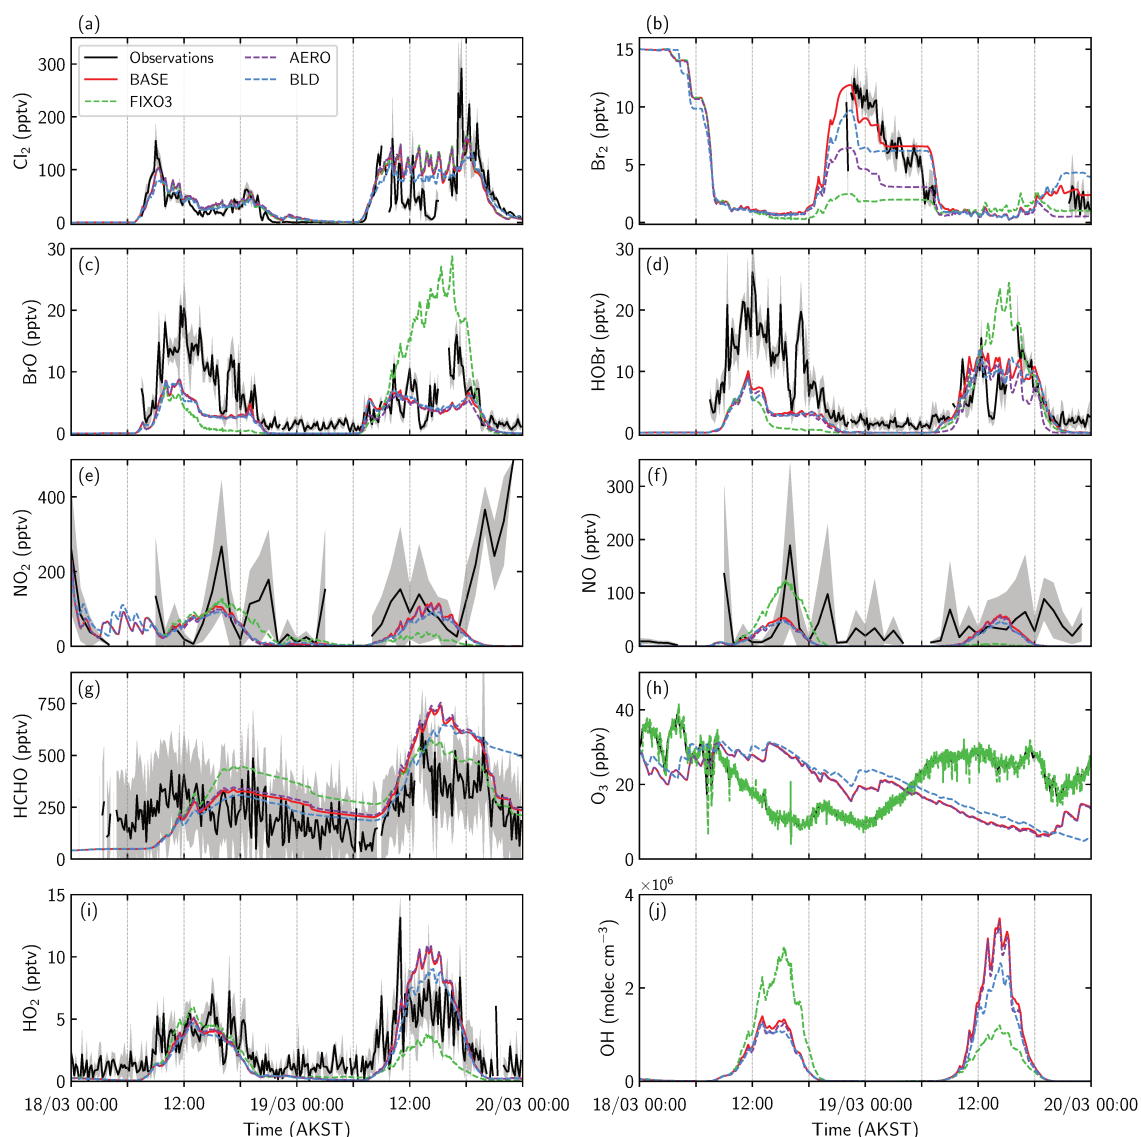 (a)
Observations
BASE
FIXO3
AERO
BLD
Cl2 (pptv)
300
200
100
0
(b)
Br2 (pptv)
15
10
5
0
(c)
BrO (pptv)
30
20
10
0
(d)
HOBr (pptv)
30
20
10
0
(e)
NO2 (pptv)
400
200
0
(f)
NO (pptv)
400
200
0
(g)
HCHO (pptv)
750
500
250
0
(h)
O3 (ppbv)
40
20
0
(i)
HO2 (pptv)
15
10
5
0
18/03 00:00
12:00
19/03 00:00
12:00
20/03 00:00
Time (AKST)
(j)
×10^6
OH (molec cm−3)
4
2
0
18/03 00:00
12:00
19/03 00:00
12:00
20/03 00:00
Time (AKST)